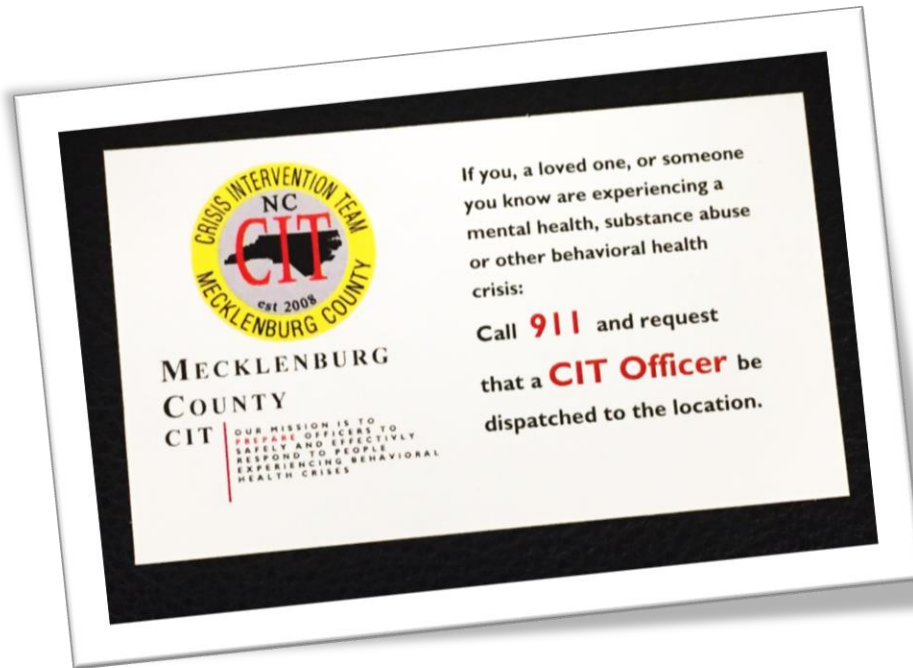 CRISIS INTERVENTION TEAM
NC
CIT
est 2008
MECKLENBURG COUNTY
MECKLENBURG
COUNTY
CIT
OUR MISSION IS TO
PREPARE OFFICERS TO
SAFELY AND EFFECTIVLY
RESPOND TO PEOPLE
EXPERIENCING BEHAVIORAL
HEALTH CRISES
If you, a loved one, or someone
you know are experiencing a
mental health, substance abuse
or other behavioral health
crisis:
Call 911 and request
that a CIT Officer be
dispatched to the location.